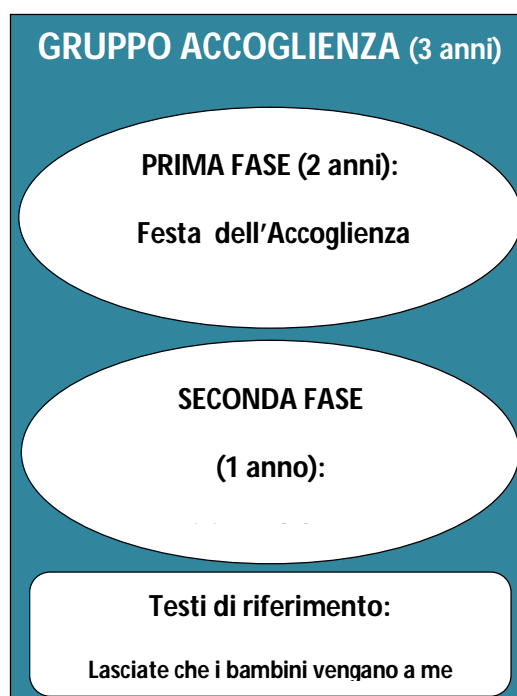 GRUPPO ACCOGLIENZA (3 anni)
PRIMA FASE (2 anni):
Festa dell'Accoglienza
SECONDA FASE
(1 anno):
Testi di riferimento:
Lasciate che i bambini vengano a me